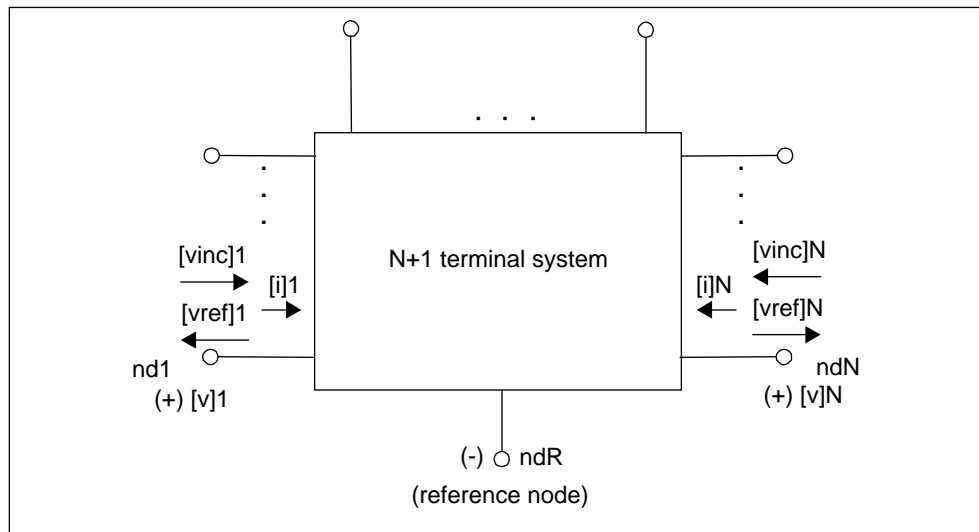 . . .
.
.
.
.
.
.
[vinc]1
[i]1
[vref]1
nd1
(+) [v]1
N+1 terminal system
[vinc]N
[i]N
[vref]N
ndN
(+) [v]N
(-) ndR
(reference node)